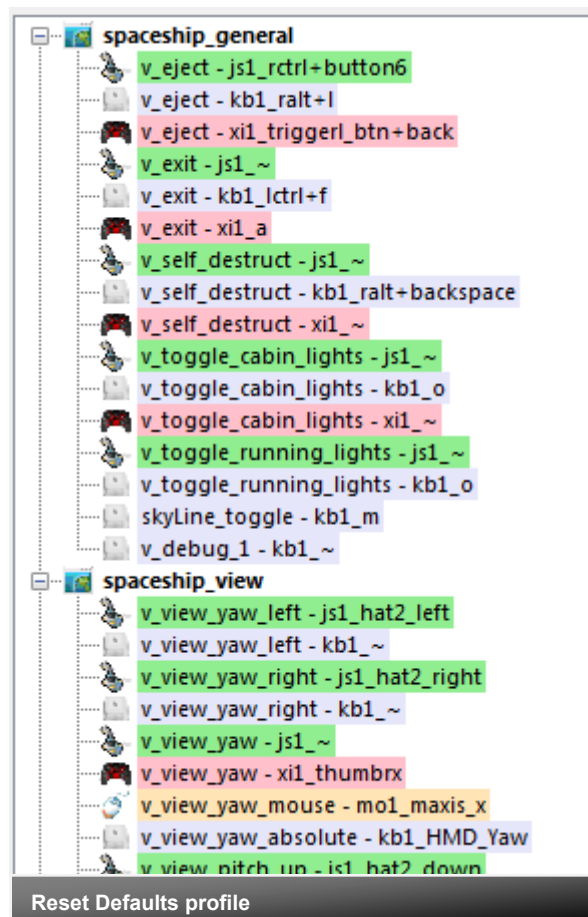 spaceship_general
v_eject - js1_rctrl+button6
v_eject - kb1_ralt+l
v_eject - xi1_triggerl_btn+back
v_exit - js1_~
v_exit - kb1_lctrl+f
v_exit - xi1_a
v_self_destruct - js1_~
v_self_destruct - kb1_ralt+backspace
v_self_destruct - xi1_~
v_toggle_cabin_lights - js1_~
v_toggle_cabin_lights - kb1_o
v_toggle_cabin_lights - xi1_~
v_toggle_running_lights - js1_~
v_toggle_running_lights - kb1_o
skyLine_toggle - kb1_m
v_debug_1 - kb1_~
spaceship_view
v_view_yaw_left - js1_hat2_left
v_view_yaw_left - kb1_~
v_view_yaw_right - js1_hat2_right
v_view_yaw_right - kb1_~
v_view_yaw - js1_~
v_view_yaw - xi1_thumbrx
v_view_yaw_mouse - mo1_maxis_x
v_view_yaw_absolute - kb1_HMD_Yaw
v_view_pitch_up - js1_hat2_down
Reset Defaults profile